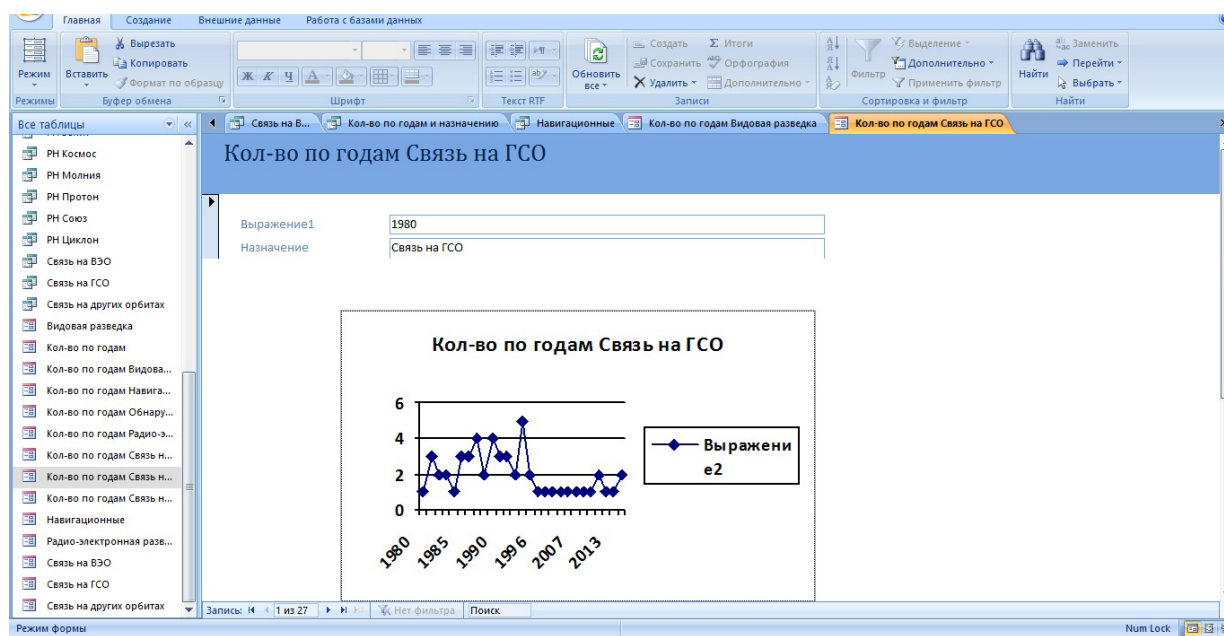 Главная Создание Внешние данные Работа с базами данных
Режим
Режимы
Вставить
Вырезать
Копировать
Формат по образцу
Буфер обмена
Ж К Ч А
Шрифт
ab
Текст RTF
Обновить
все
Создать Σ Итоги
Сохранить ABC Орфография
Удалить Дополнительно
Записи
Фильтр
Выделение
Дополнительно
Применить фильтр
Сортировка и фильтр
Найти
Заменить
Перейти
Выбрать
Найти
Все таблицы «
Связь на В... Кол-во по годам и назначению Навигационные Кол-во по годам Видовая разведка Кол-во по годам Связь на ГСО
РН Космос
РН Молния
РН Протон
РН Союз
РН Циклон
Связь на ВЭО
Связь на ГСО
Связь на других орбитах
Видовая разведка
Кол-во по годам
Кол-во по годам Видова...
Кол-во по годам Навига...
Кол-во по годам Обнару...
Кол-во по годам Радио-э...
Кол-во по годам Связь н...
Кол-во по годам Связь н...
Кол-во по годам Связь н...
Навигационные
Радио-электронная разв...
Связь на ВЭО
Связь на ГСО
Связь на других орбитах
Кол-во по годам Связь на ГСО
Выражение1 1980
Назначение Связь на ГСО
Кол-во по годам Связь на ГСО
6
4
2
0
1980 1985 1990 1996 2007 2013
Выражени
е2
Запись: 1 из 27 Нет фильтра Поиск
Режим формы Num Lock